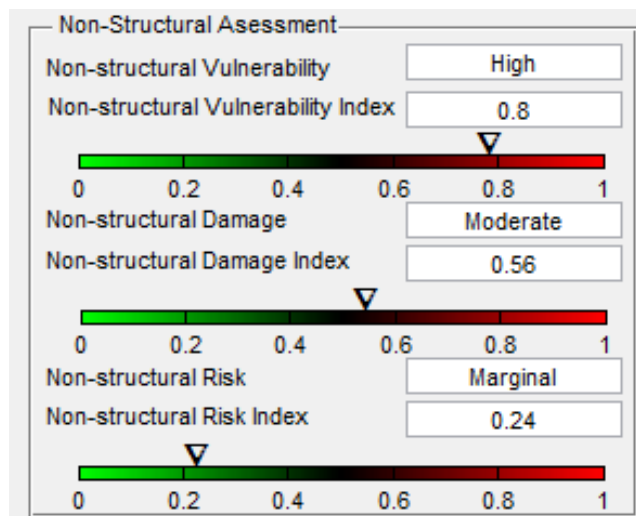 Non-Structural Asessment
Non-structural Vulnerability High
Non-structural Vulnerability Index 0.8
0 0.2 0.4 0.6 0.8 1
Non-structural Damage Moderate
Non-structural Damage Index 0.56
0 0.2 0.4 0.6 0.8 1
Non-structural Risk Marginal
Non-structural Risk Index 0.24
0 0.2 0.4 0.6 0.8 1